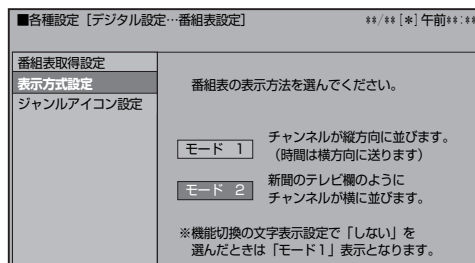 ■各種設定［デジタル設定…番組表設定］
**/**［*］午前**:**
番組表取得設定
表示方式設定
ジャンルアイコン設定
番組表の表示方法を選んでください。
モード 1
チャンネルが縦方向に並びます。
（時間は横方向に送ります）
モード 2
新聞のテレビ欄のように
チャンネルが横に並びます。
※機能切換の文字表示設定で「しない」を
選んだときは「モード１」表示となります。